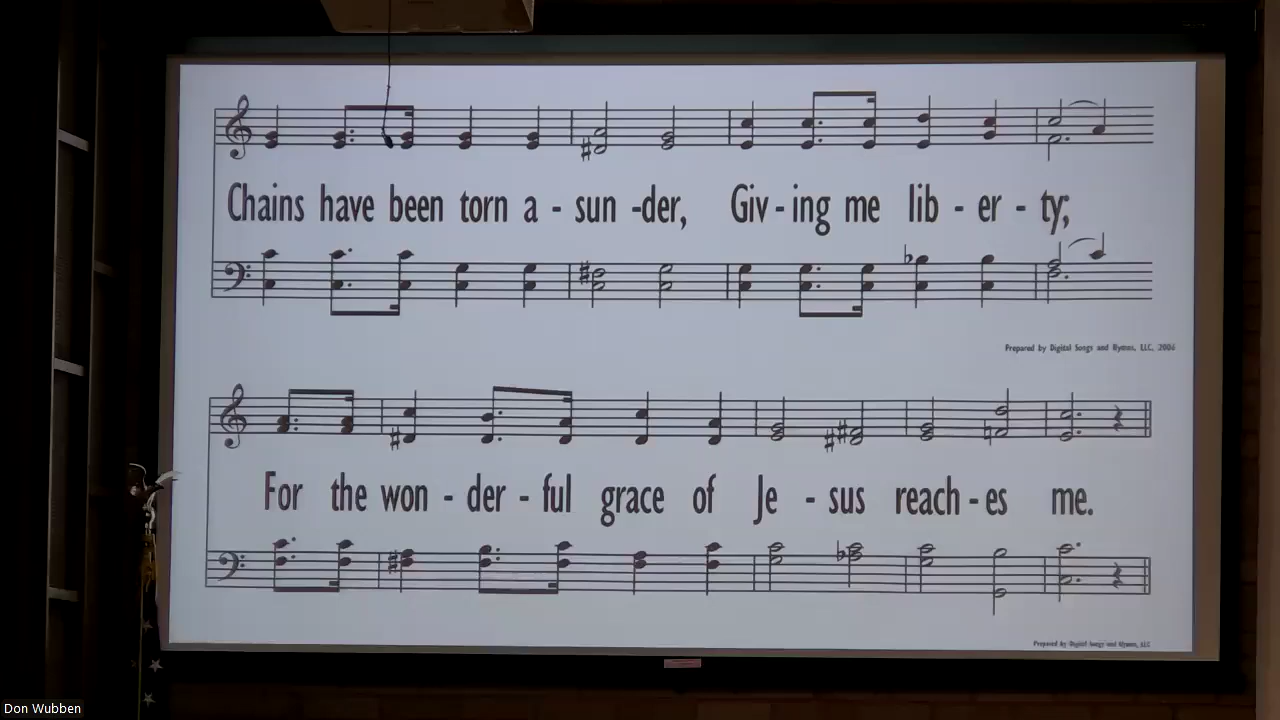 Chains have been torn a - sun -der, Giv - ing me lib - er - ty;
Prepared by Digital Songs and Hymns, LLC, 2006
For the won - der - ful grace of Je - sus reach - es me.
Prepared by Digital Songs and Hymns, LLC
Don Wubben